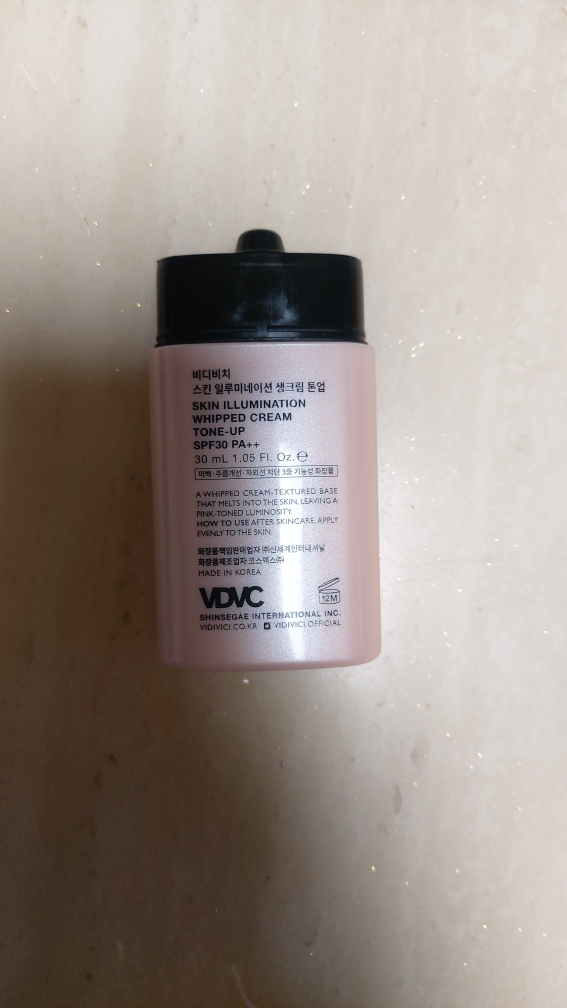 비디비치
스킨 일루미네이션 생크림 톤업
SKIN ILLUMINATION
WHIPPED CREAM
TONE-UP
SPF30 PA++
30 mL 1.05 Fl. Oz.℮
미백·주름개선·자외선 차단 3중 기능성 화장품
A WHIPPED CREAM-TEXTURED BASE
THAT MELTS INTO THE SKIN, LEAVING A
PINK-TONED LUMINOSITY.
HOW TO USE AFTER SKINCARE, APPLY
EVENLY TO THE SKIN.
화장품책임판매업자 ㈜신세계인터내셔날
화장품제조업자 코스맥스㈜
MADE IN KOREA
VDVC
12M
SHINSEGAE INTERNATIONAL INC.
VIDIVICI.CO.KR VIDIVICI.OFFICIAL